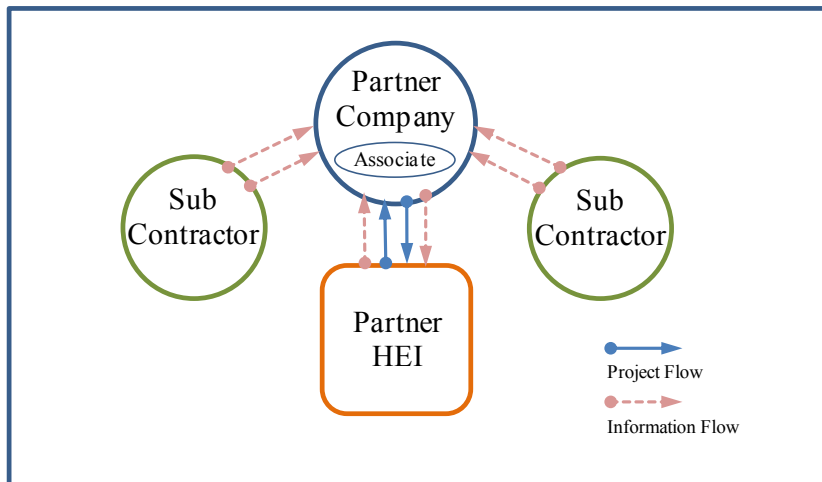 Partner
Company
Associate
Sub
Contractor
Sub
Contractor
Partner
HEI
Project Flow
Information Flow